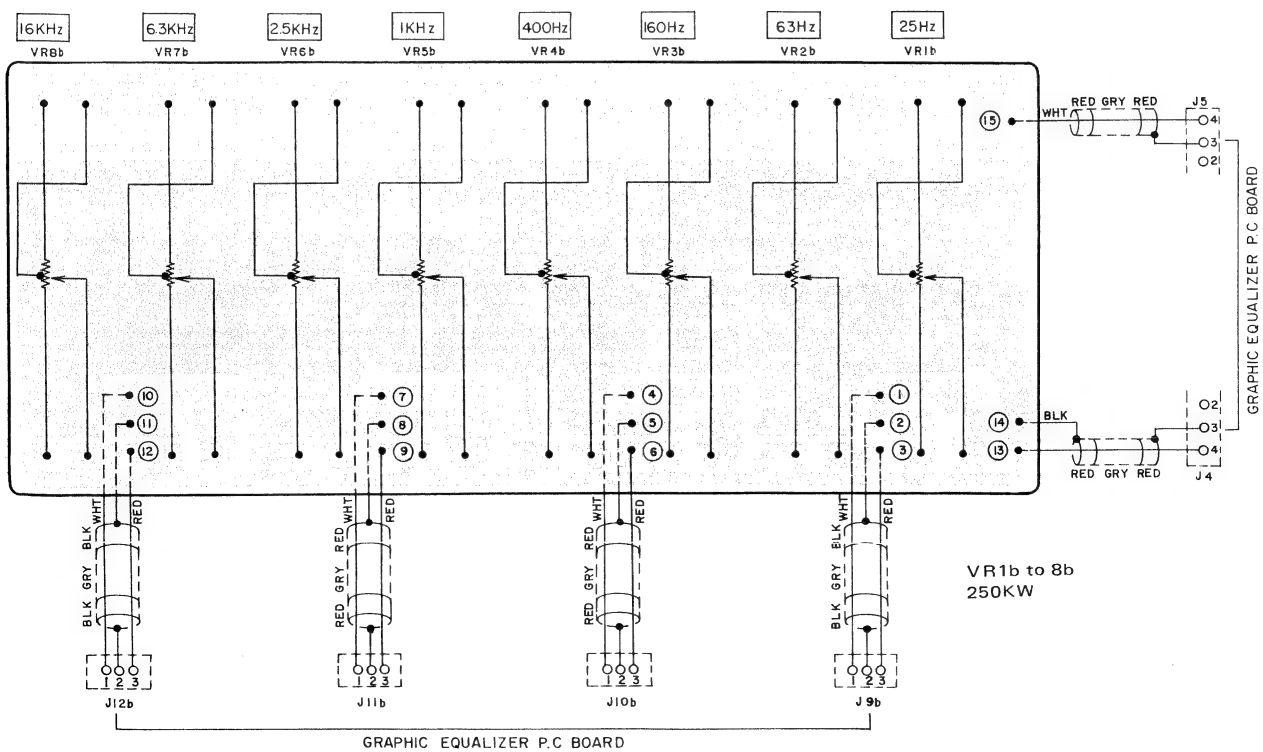 16KHz 6.3KHz 2.5KHz 1KHz 400Hz 160Hz 63Hz 25Hz
VR8b VR7b VR6b VR5b VR4b VR3b VR2b VR1b
15 WHT RED GRY RED J5
4
3
2
GRAPHIC EQUALIZER P.C BOARD
10 7 4 1
11 8 5 2
12 9 6 3
14 BLK
13
2
3
4
RED GRY RED J4
WHT RED WHT RED WHT RED WHT RED
BLK GRY BLK
RED GRY RED
RED GRY RED
BLK GRY BLK
VR1b to 8b
250KW
1 2 3 1 2 3 1 2 3 1 2 3
J12b J11b J10b J9b
GRAPHIC EQUALIZER P.C BOARD